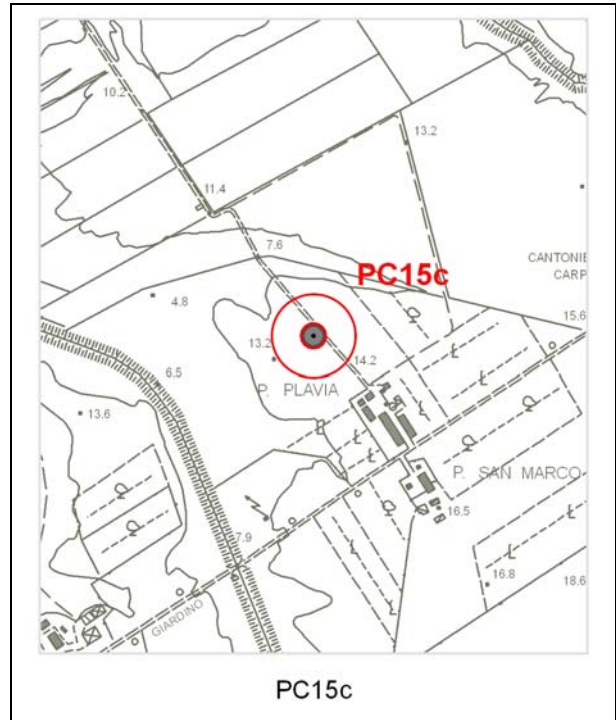 10.2
13.2
11.4
7.6
CANTONIE
CARP
PC15c
4.8
15.6
13.2
14.2
6.5
P. PLAVIA
13.6
P. SAN MARCO
16.5
7.9
16.8
18.6
GIARDINO
PC15c